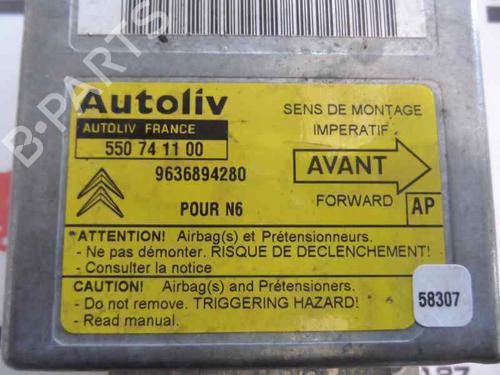 Autoliv
AUTOLIV FRANCE
550 74 11 00
9636894280
POUR N6
SENS DE MONTAGE
IMPERATIF
AVANT
FORWARD
AP
ATTENTION! Airbag(s) et Prétensionneurs.
- Ne pas démonter. RISQUE DE DECLENCHEMENT!
- Consulter la notice
CAUTION! Airbag(s) and Prétensioners.
- Do not remove. TRIGGERING HAZARD!
- Read manual.
58307
B-PARTS